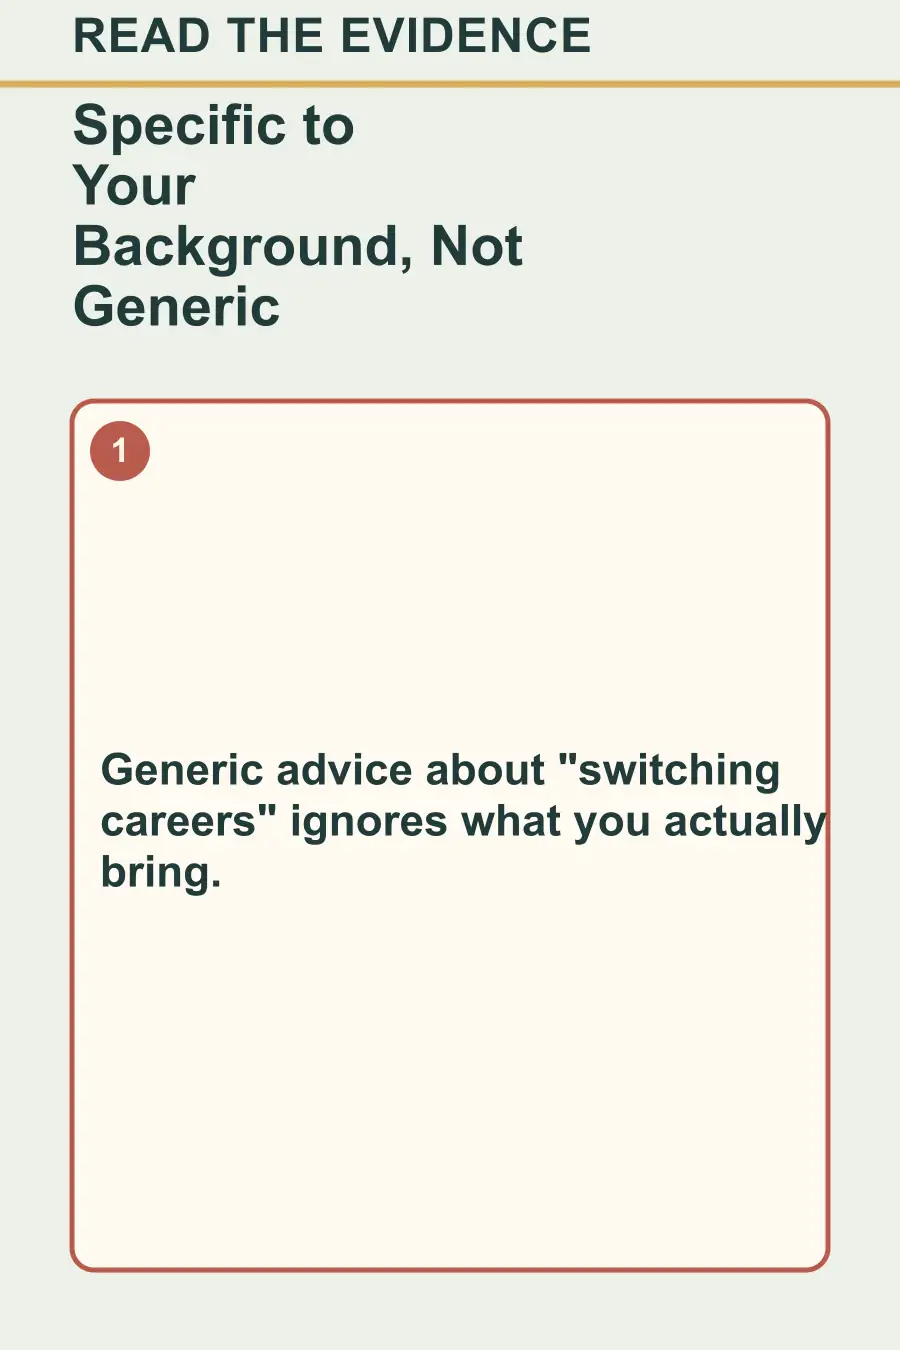 READ THE EVIDENCE
Specific to
Your
Background, Not
Generic
1
Generic advice about "switching
careers" ignores what you actually
bring.